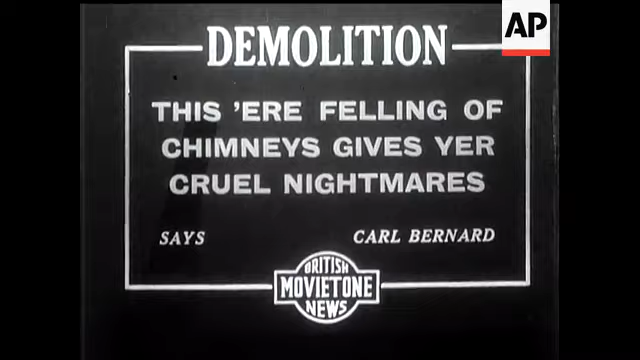 AP
DEMOLITION
THIS 'ERE FELLING OF
CHIMNEYS GIVES YER
CRUEL NIGHTMARES
SAYS CARL BERNARD
BRITISH
MOVIETONE
NEWS